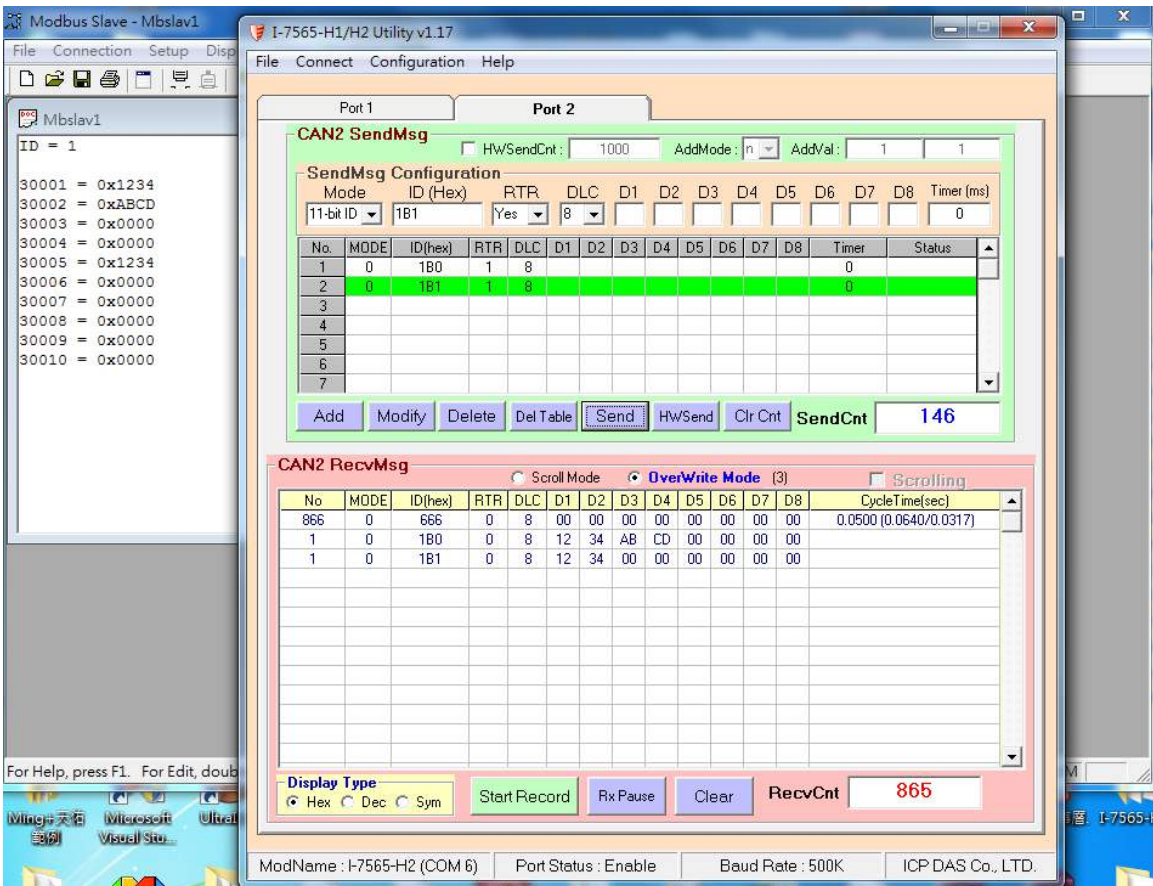 Modbus Slave - Mbslav1
File Connection Setup Disp
Mbslav1
ID = 1
30001 = 0x1234
30002 = 0xABCD
30003 = 0x0000
30004 = 0x0000
30005 = 0x1234
30006 = 0x0000
30007 = 0x0000
30008 = 0x0000
30009 = 0x0000
30010 = 0x0000
For Help, press F1. For Edit, doub
I-7565-H1/H2 Utility v1.17
File Connect Configuration Help
Port 1 Port 2
CAN2 SendMsg
HWSendCnt : 1000 AddMode : n AddVal : 1 1
SendMsg Configuration
Mode ID (Hex) RTR DLC D1 D2 D3 D4 D5 D6 D7 D8 Timer (ms)
11-bit ID 1B1 Yes 8 0
No. MODE ID(hex) RTR DLC D1 D2 D3 D4 D5 D6 D7 D8 Timer Status
1 0 1B0 1 8 0
2 0 1B1 1 8 0
3
4
5
6
7
Add Modify Delete Del Table Send HWSend Clr Cnt SendCnt 146
CAN2 RecvMsg
Scroll Mode OverWrite Mode (3) Scrolling
No MODE ID(hex) RTR DLC D1 D2 D3 D4 D5 D6 D7 D8 CycleTime(sec)
866 0 666 0 8 00 00 00 00 00 00 00 00 0.0500 (0.0640/0.0317)
1 0 1B0 0 8 12 34 AB CD 00 00 00 00
1 0 1B1 0 8 12 34 00 00 00 00 00 00
Display Type
Hex Dec Sym
Start Record Rx Pause Clear RecvCnt 865
ModName : I-7565-H2 (COM 6) Port Status : Enable Baud Rate : 500K ICP DAS Co., LTD.
M
Microsoft
Visual Stu...
Ultra
I-7565-